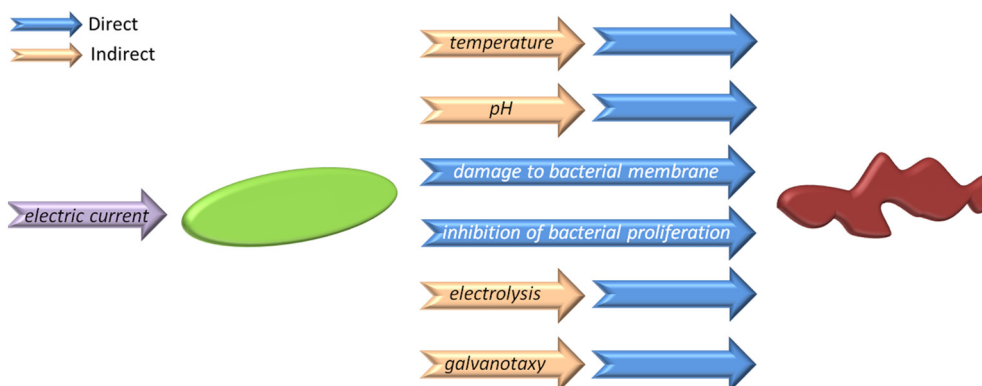 Direct
Indirect
temperature
pH
damage to bacterial membrane
electric current
inhibition of bacterial proliferation
electrolysis
galvanotaxy